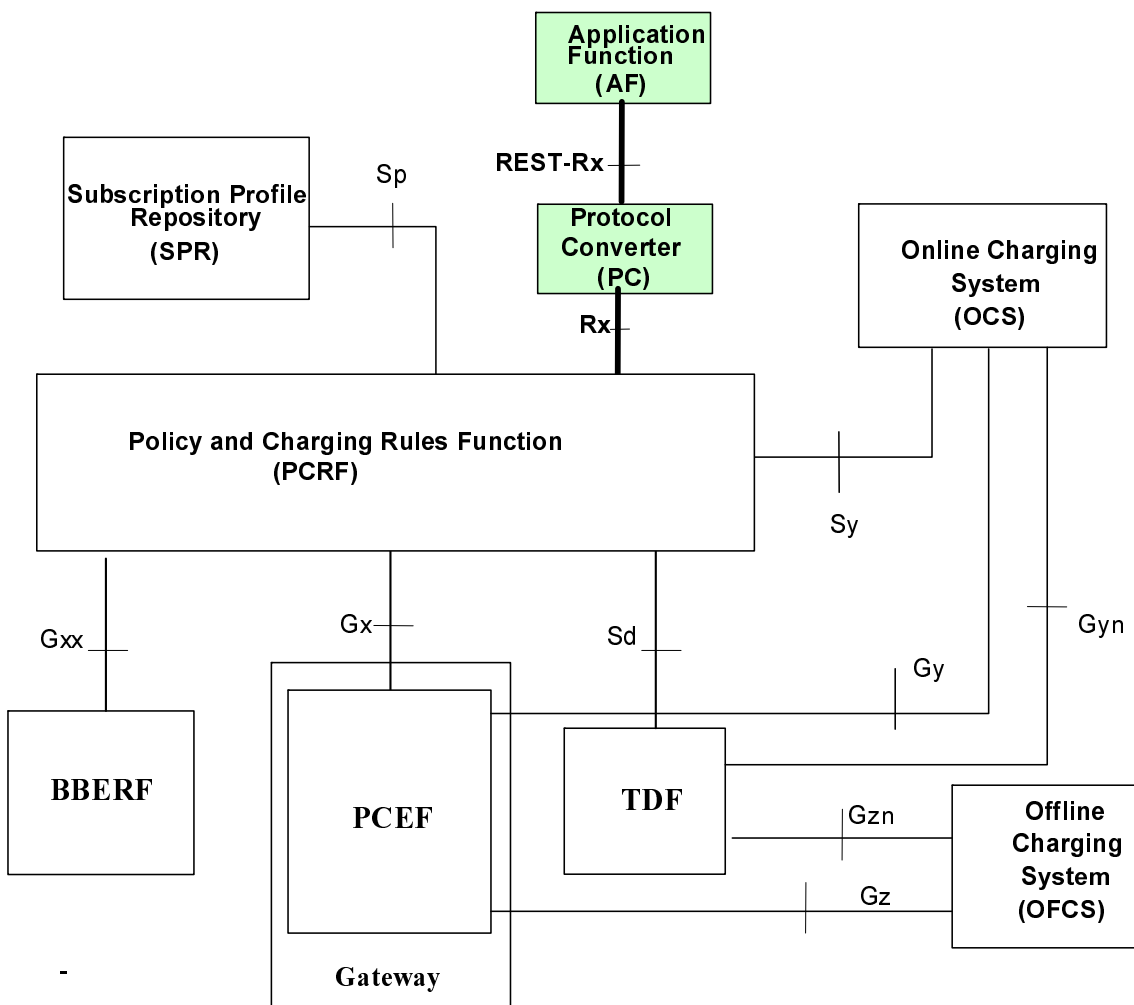 Application
Function
(AF)
REST-Rx
Sp
Subscription Profile
Repository
(SPR)
Protocol
Converter
(PC)
Online Charging
System
(OCS)
Rx
Policy and Charging Rules Function
(PCRF)
Sy
Gxx
Gx
Sd
Gyn
Gy
BBERF
PCEF
TDF
Gzn
Offline
Charging
System
(OFCS)
Gz
Gateway
-